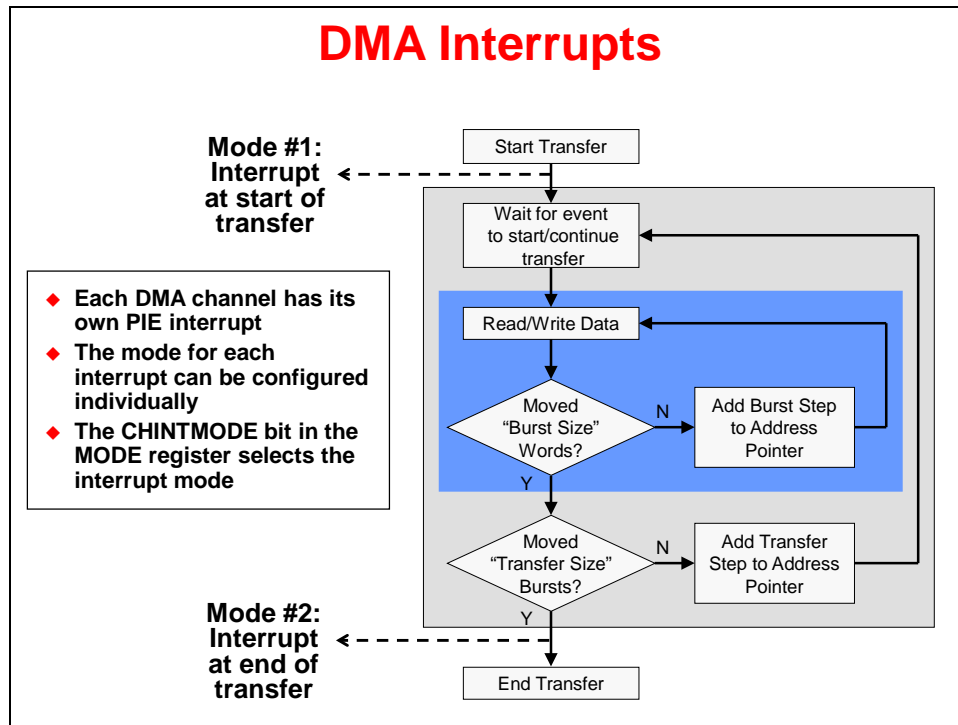 DMA Interrupts
Mode #1:
Interrupt
at start of
transfer
Start Transfer
Wait for event
to start/continue
transfer
◆ Each DMA channel has its
own PIE interrupt
◆ The mode for each
interrupt can be configured
individually
◆ The CHINTMODE bit in the
MODE register selects the
interrupt mode
Read/Write Data
Moved
“Burst Size”
Words?
N
Add Burst Step
to Address
Pointer
Y
Moved
“Transfer Size”
Bursts?
N
Add Transfer
Step to Address
Pointer
Y
Mode #2:
Interrupt
at end of
transfer
End Transfer